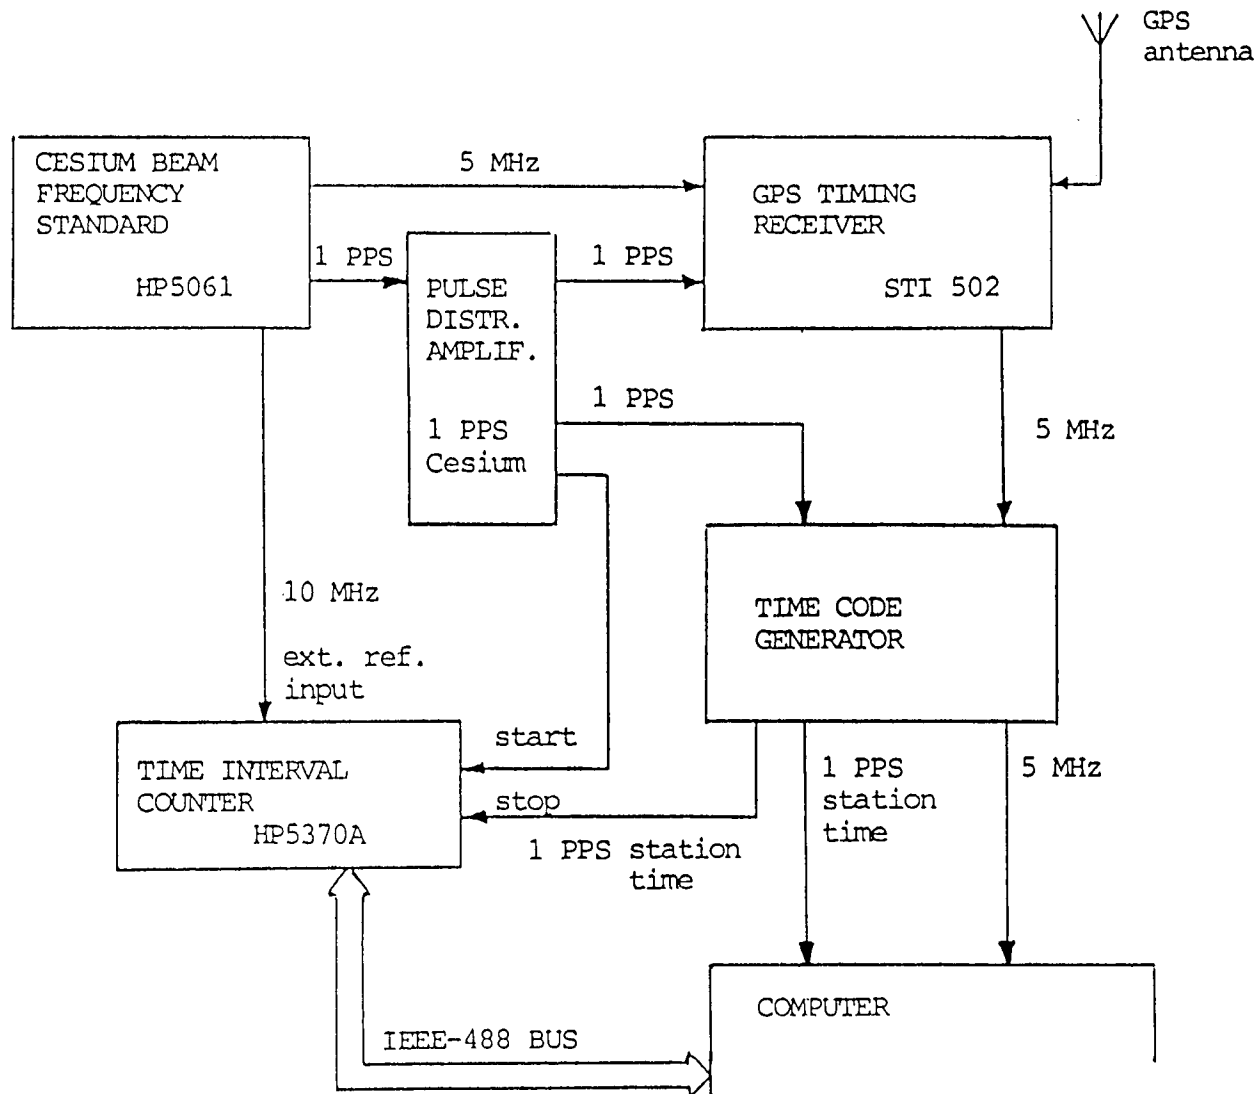 GPS
antenna
CESIUM BEAM
FREQUENCY
STANDARD
HP5061
5 MHz
1 PPS
PULSE
DISTR.
AMPLIF.
1 PPS
Cesium
1 PPS
GPS TIMING
RECEIVER
STI 502
1 PPS
5 MHz
10 MHz
ext. ref.
input
TIME CODE
GENERATOR
TIME INTERVAL
COUNTER
HP5370A
start
stop
1 PPS station
time
1 PPS
station
time
5 MHz
COMPUTER
IEEE-488 BUS